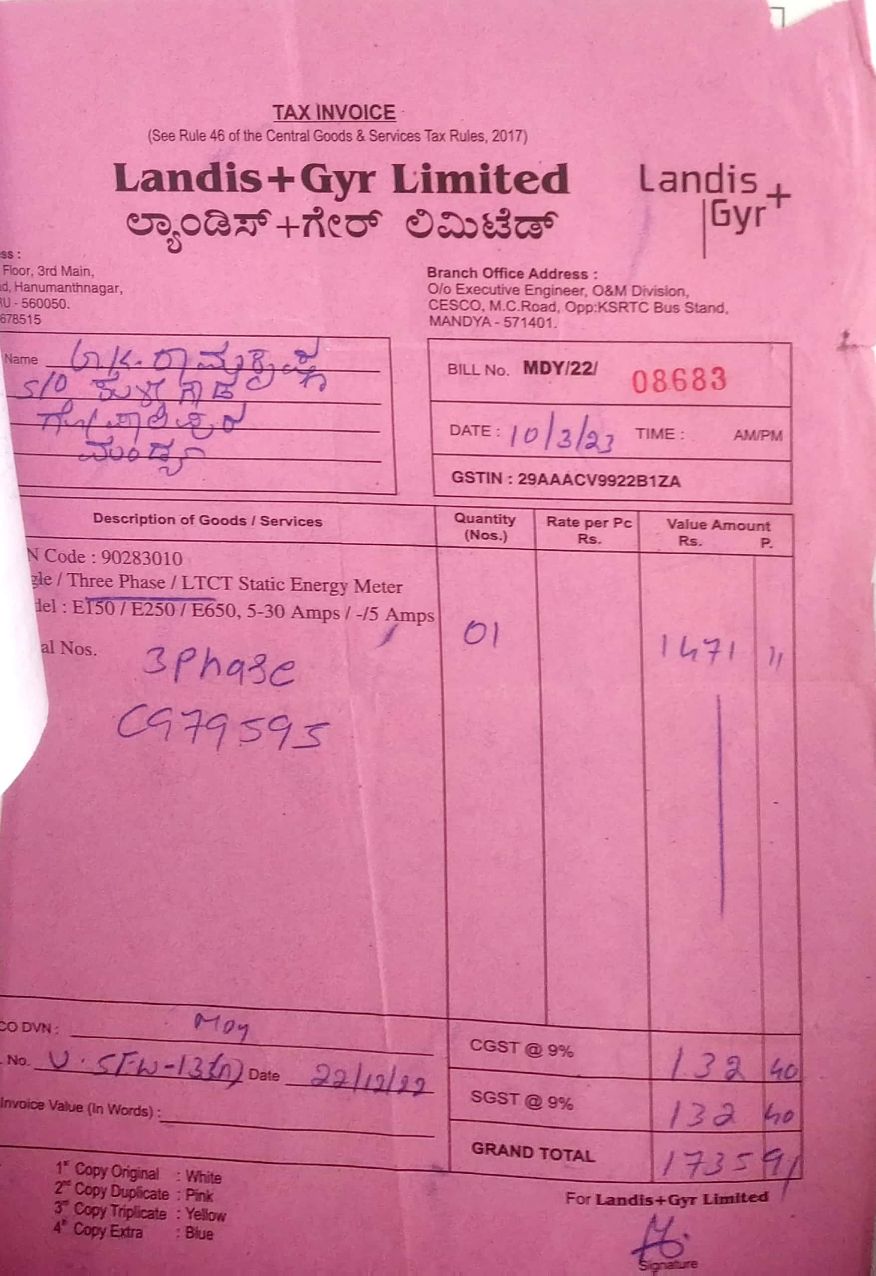 TAX INVOICE
(See Rule 46 of the Central Goods & Services Tax Rules, 2017)
Landis+Gyr Limited
ಲ್ಯಾಂಡಿಸ್+ಗೇರ್ ಲಿಮಿಟೆಡ್
Landis
Gyr+
ss :
Floor, 3rd Main,
d, Hanumanthnagar,
U - 560050.
678515
Branch Office Address :
O/o Executive Engineer, O&M Division,
CESCO, M.C.Road, Opp:KSRTC Bus Stand,
MANDYA - 571401.
Name
S/O
ಮಂಡ್ಯ
BILL No. MDY/22/ 08683
DATE : 10/3/23 TIME : AM/PM
GSTIN : 29AAACV9922B1ZA
Description of Goods / Services Quantity (Nos.) Rate per Pc Rs. Value Amount Rs. P.
N Code : 90283010
gle / Three Phase / LTCT Static Energy Meter
del : E150 / E250 / E650, 5-30 Amps / -/5 Amps
al Nos. 3 Phase 01 1471 "
C979595
CO DVN : Mdy
No. Date 22/12/22
Invoice Value (In Words) :
CGST @ 9% 132 40
SGST @ 9% 132 40
GRAND TOTAL 1735 91
1st Copy Original : White
2nd Copy Duplicate : Pink
3rd Copy Triplicate : Yellow
4th Copy Extra : Blue
For Landis+Gyr Limited
Signature